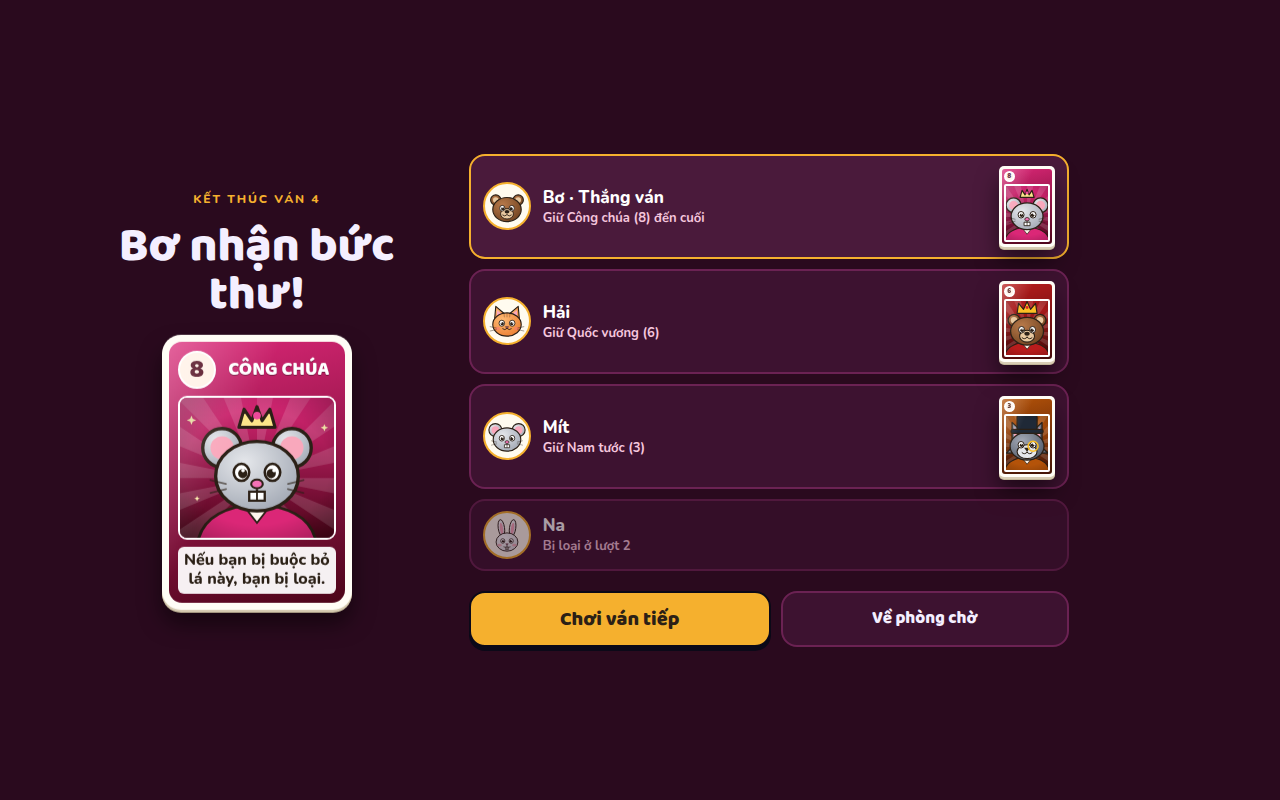 KẾT THÚC VÁN 4
Bơ nhận bức
thư!
8 CÔNG CHÚA
Nếu bạn bị buộc bỏ
lá này, bạn bị loại.
Bơ · Thắng ván
Giữ Công chúa (8) đến cuối
8
Hải
Giữ Quốc vương (6)
6
Mít
Giữ Nam tước (3)
3
Na
Bị loại ở lượt 2
Chơi ván tiếp
Về phòng chờ